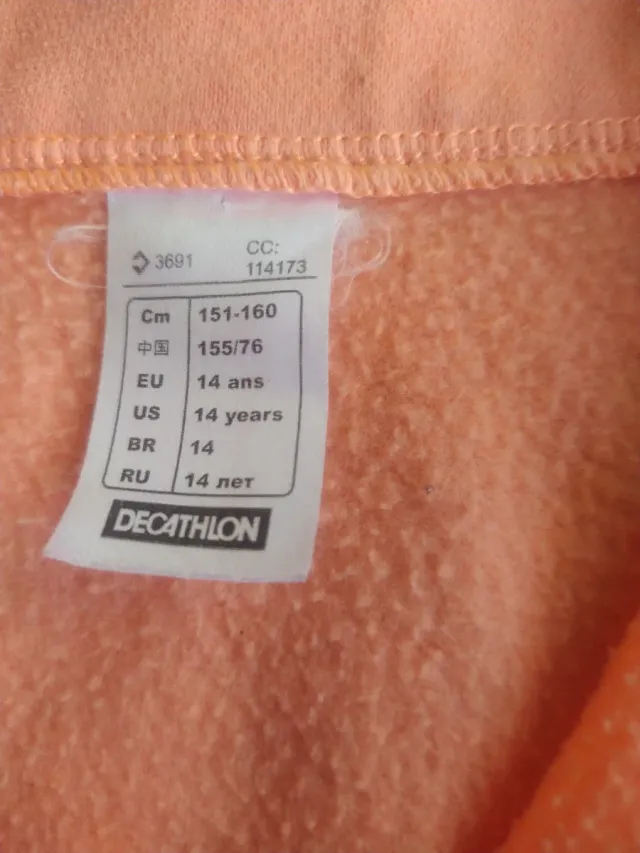 3691 CC:
114173
Cm 151-160
中国 155/76
EU 14 ans
US 14 years
BR 14
RU 14 лет
DECATHLON